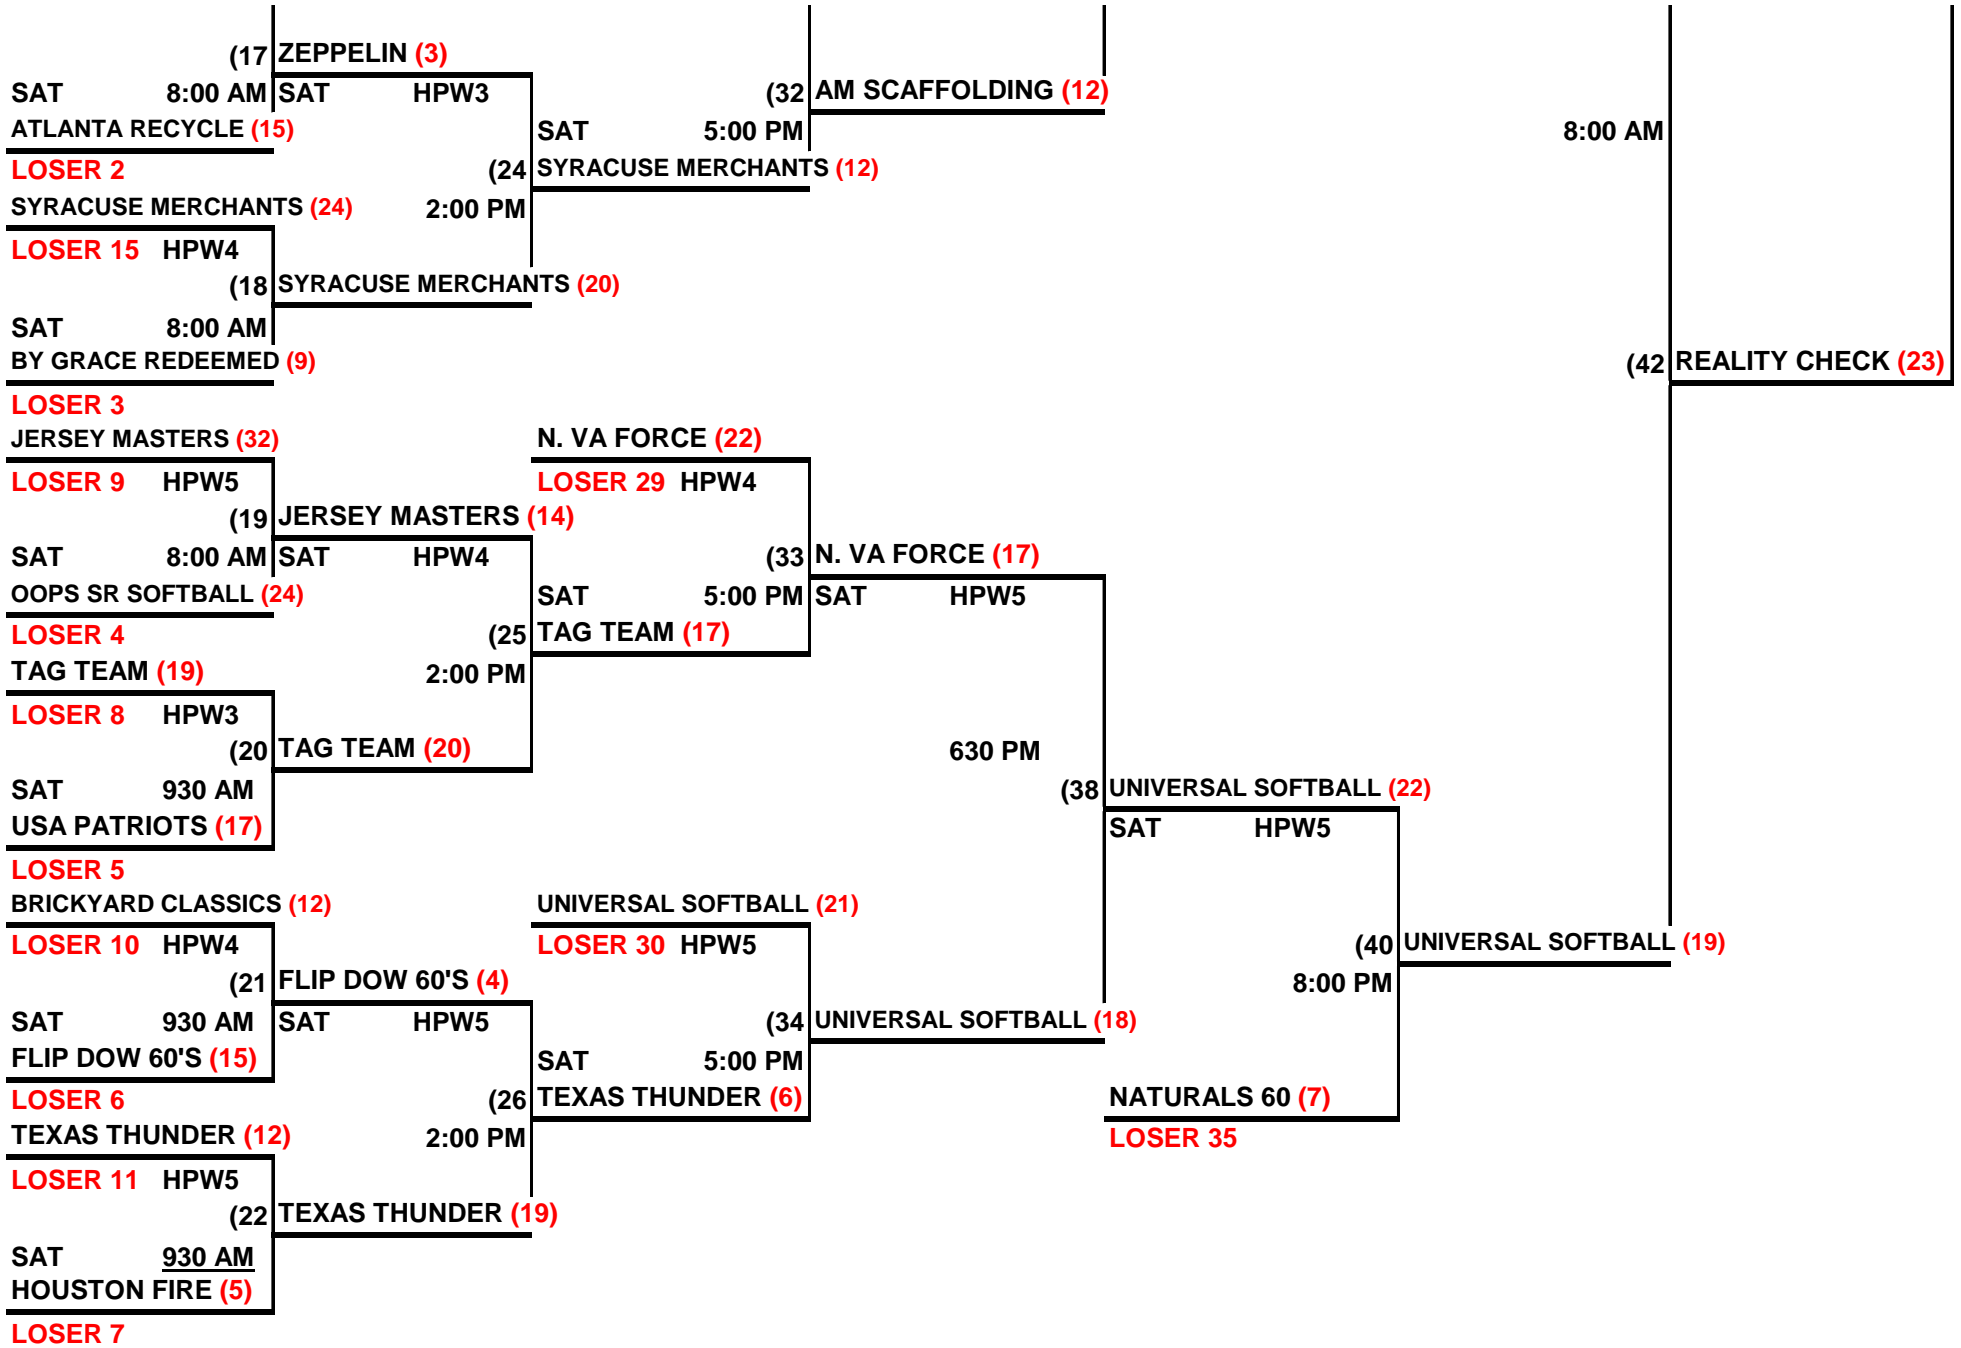 (17 ZEPPELIN (3)
SAT 8:00 AM SAT HPW3 (32 AM SCAFFOLDING (12)
ATLANTA RECYCLE (15) SAT 5:00 PM 8:00 AM
LOSER 2 (24 SYRACUSE MERCHANTS (12)
SYRACUSE MERCHANTS (24) 2:00 PM
LOSER 15 HPW4
(18 SYRACUSE MERCHANTS (20)
SAT 8:00 AM
BY GRACE REDEEMED (9) (42 REALITY CHECK (23)
LOSER 3
JERSEY MASTERS (32) N. VA FORCE (22)
LOSER 9 HPW5 LOSER 29 HPW4
(19 JERSEY MASTERS (14)
SAT 8:00 AM SAT HPW4 (33 N. VA FORCE (17)
OOPS SR SOFTBALL (24) SAT 5:00 PM SAT HPW5
LOSER 4 (25 TAG TEAM (17)
TAG TEAM (19) 2:00 PM
LOSER 8 HPW3
(20 TAG TEAM (20) 630 PM
SAT 930 AM (38 UNIVERSAL SOFTBALL (22)
USA PATRIOTS (17) SAT HPW5
LOSER 5
BRICKYARD CLASSICS (12) UNIVERSAL SOFTBALL (21)
LOSER 10 HPW4 LOSER 30 HPW5 (40 UNIVERSAL SOFTBALL (19)
(21 FLIP DOW 60'S (4) 8:00 PM
SAT 930 AM SAT HPW5 (34 UNIVERSAL SOFTBALL (18)
FLIP DOW 60'S (15) SAT 5:00 PM
LOSER 6 (26 TEXAS THUNDER (6) NATURALS 60 (7)
TEXAS THUNDER (12) 2:00 PM LOSER 35
LOSER 11 HPW5
(22 TEXAS THUNDER (19)
SAT 930 AM
HOUSTON FIRE (5)
LOSER 7